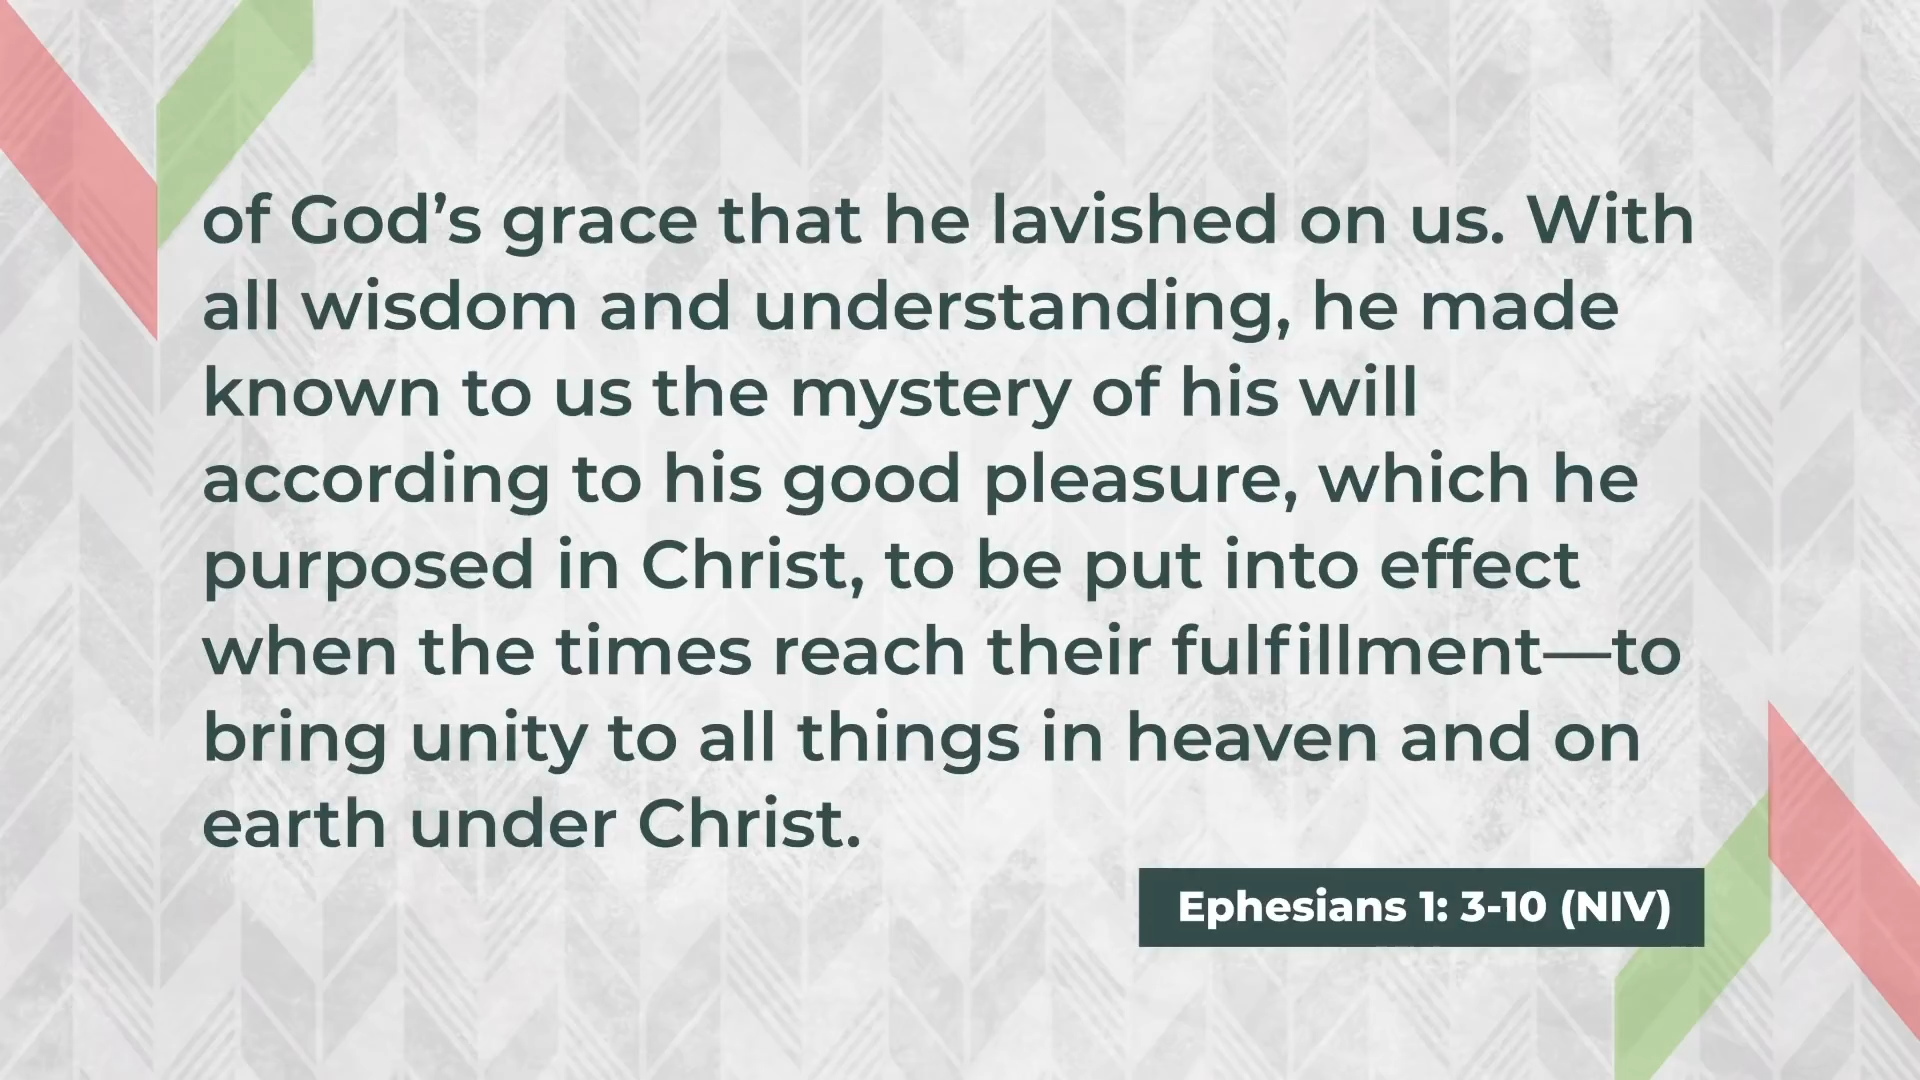 of God’s grace that he lavished on us. With
all wisdom and understanding, he made
known to us the mystery of his will
according to his good pleasure, which he
purposed in Christ, to be put into effect
when the times reach their fulfillment—to
bring unity to all things in heaven and on
earth under Christ.
Ephesians 1: 3-10 (NIV)